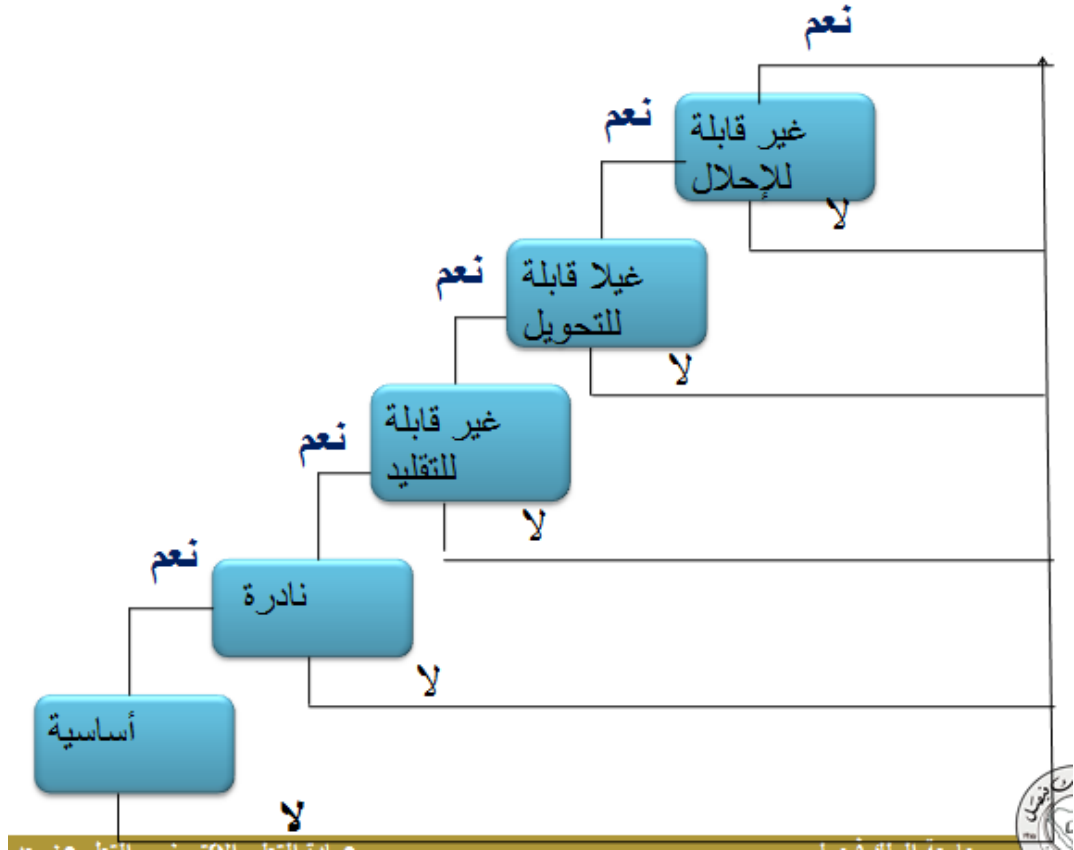 نعم
نعم
غير قابلة
للإحلال
لا
نعم
غيلا قابلة
للتحويل
لا
نعم
غير قابلة
للتقليد
لا
نعم
نادرة
لا
أساسية
لا